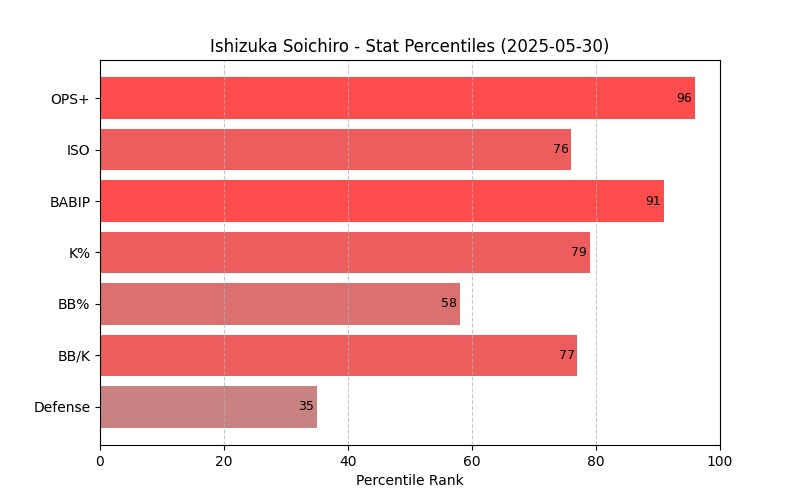 Ishizuka Soichiro - Stat Percentiles (2025-05-30)
OPS+ 96
ISO 76
BABIP 91
K% 79
BB% 58
BB/K 77
Defense 35
0 20 40 60 80 100
Percentile Rank